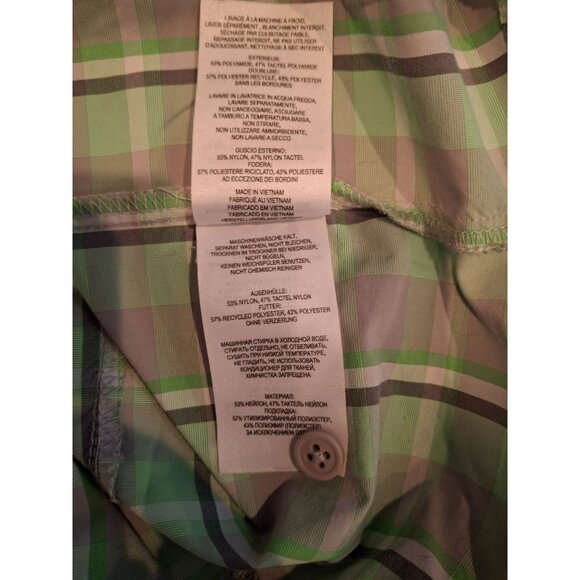 LAVAGE À LA MACHINE À FROID,
LAVER SÉPAREMENT , BLANCHIMENT INTERDIT,
SÉCHAGE PAR CULBUTAGE FAIBLE,
REPASSAGE INTERDIT, NE PAS UTILISER
D'ADOUCISSANT, NETTOYAGE À SEC INTERDIT
EXTERIEUR:
53% POLYAMIDE, 47% TACTEL POLYAMIDE
DOUBLURE:
57% POLYESTER RECYCLÉ, 43% POLYESTER
SANS LES BORDURES
LAVARE IN LAVATRICE IN ACQUA FREDDA,
LAVARE SEPARATAMENTE,
NON CANDEGGIARE, ASCIUGARE
A TAMBURO A TEMPERATURA BASSA,
NON STIRARE,
NON UTILIZZARE AMMORBIDENTE,
NON LAVARE A SECCO
GUSCIO ESTERNO:
53% NYLON, 47% NYLON TACTEL
FODERA:
57% POLIESTERE RICICLATO, 43% POLIESTERE
AD ECCEZIONE DEI BORDINI
MADE IN VIETNAM
FABRIQUÉ AU VIETNAM
FABRICADO EM VIETNAM
FABRICADO EN VIETNAM
HERSTELLUNGSLAND VIETNAM
MASCHINENWÄSCHE KALT,
SEPARAT WASCHEN, NICHT BLEICHEN,
TROCKNEN IM TROCKNER BEI NIEDRIGER,
NICHT BÜGELN,
KEINEN WEICHSPÜLER BENUTZEN,
NICHT CHEMISCH REINIGEN
AUßENHÜLLE:
53% NYLON, 47% TACTEL NYLON
FUTTER:
57% RECYCLED POLYESTER, 43% POLYESTER
OHNE VERZIERUNG
МАШИННАЯ СТИРКА В ХОЛОДНОЙ ВОДЕ,
СТИРАТЬ ОТДЕЛЬНО, НЕ ОТБЕЛИВАТЬ,
СУШИТЬ ПРИ НИЗКОЙ ТЕМПЕРАТУРЕ,
НЕ ГЛАДИТЬ, НЕ ИСПОЛЬЗОВАТЬ
КОНДИЦИОНЕР ДЛЯ ТКАНЕЙ,
ХИМЧИСТКА ЗАПРЕЩЕНА
МАТЕРИАЛ:
53% НЕЙЛОН, 47% ТАКТЕЛЬ НЕЙЛОН
ПОДКЛАДКА:
57% УТИЛИЗИРОВАННЫЙ ПОЛИЭСТЕР,
43% ПОЛИЭФИР (ПОЛИЭСТЕР)
ЗА ИСКЛЮЧЕНИЕМ